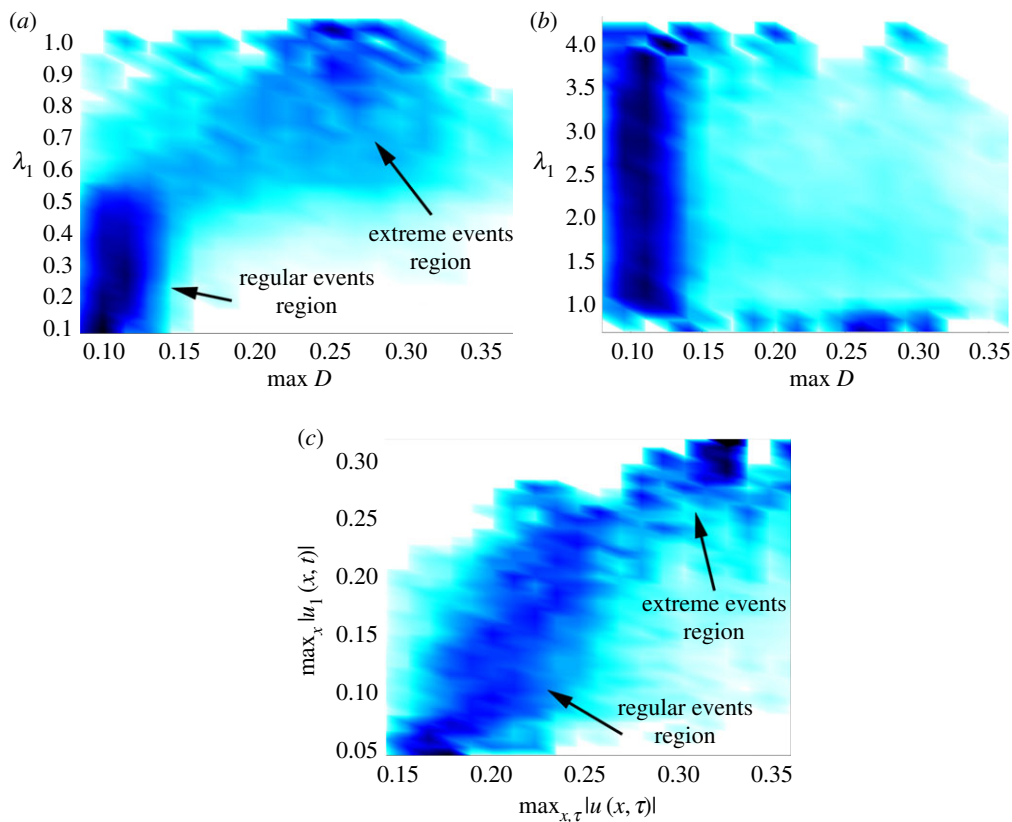 (a)
1.0
0.9
0.8
0.7
λ1
0.6
0.5
0.4
0.3
0.2
0.1
extreme events
region
regular events
region
0.10 0.15 0.20 0.25 0.30 0.35
max D
(b)
4.0
3.5
3.0
λ1
2.5
2.0
1.5
1.0
0.10 0.15 0.20 0.25 0.30 0.35
max D
(c)
0.30
0.25
0.20
0.15
0.10
0.05
maxx|u1(x, t)|
extreme events
region
regular events
region
0.15 0.20 0.25 0.30 0.35
maxx,τ|u(x, τ)|